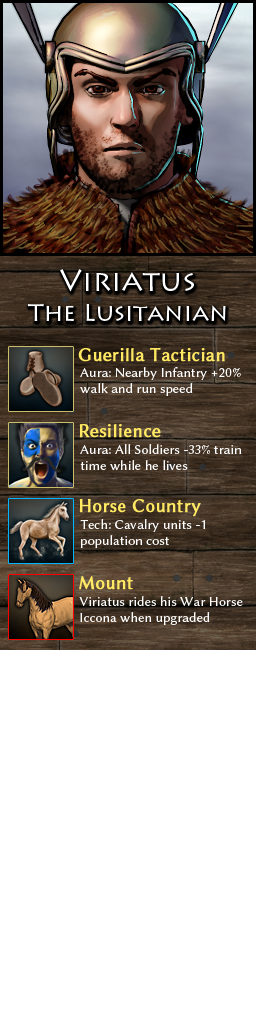 Viriatus
The Lusitanian
Guerilla Tactician
Aura: Nearby Infantry +20%
walk and run speed
Resilience
Aura: All Soldiers -33% train
time while he lives
Horse Country
Tech: Cavalry units -1
population cost
Mount
Viriatus rides his War Horse
Iccona when upgraded